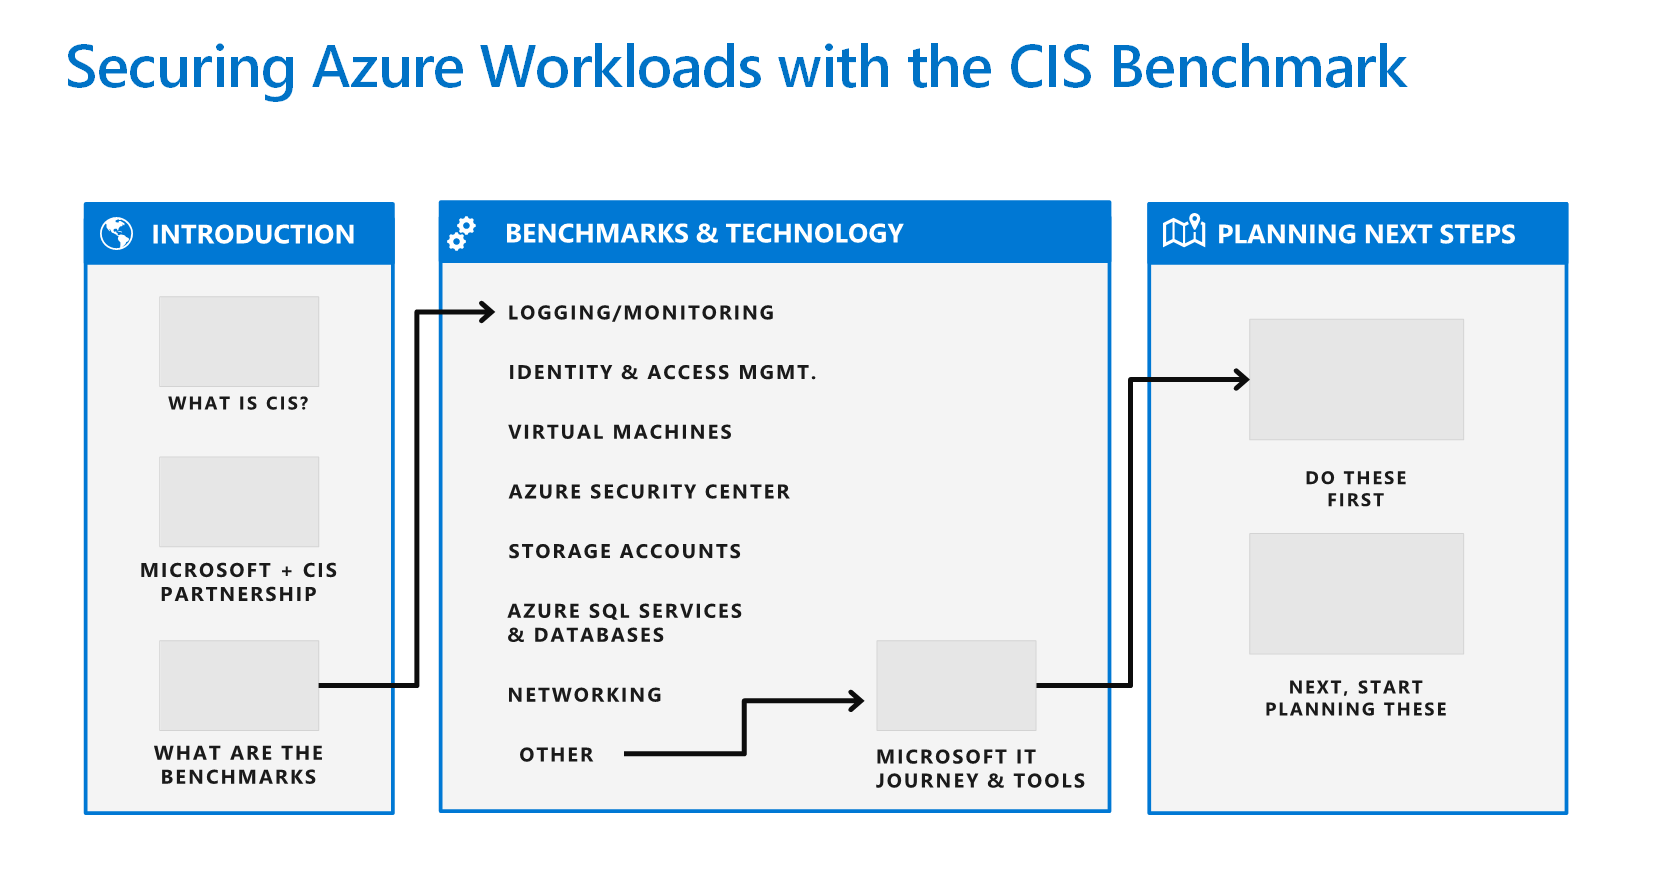 Securing Azure Workloads with the CIS Benchmark
INTRODUCTION
WHAT IS CIS?
MICROSOFT + CIS
PARTNERSHIP
WHAT ARE THE
BENCHMARKS
BENCHMARKS & TECHNOLOGY
LOGGING/MONITORING
IDENTITY & ACCESS MGMT.
VIRTUAL MACHINES
AZURE SECURITY CENTER
STORAGE ACCOUNTS
AZURE SQL SERVICES
& DATABASES
NETWORKING
OTHER
MICROSOFT IT
JOURNEY & TOOLS
PLANNING NEXT STEPS
DO THESE
FIRST
NEXT, START
PLANNING THESE